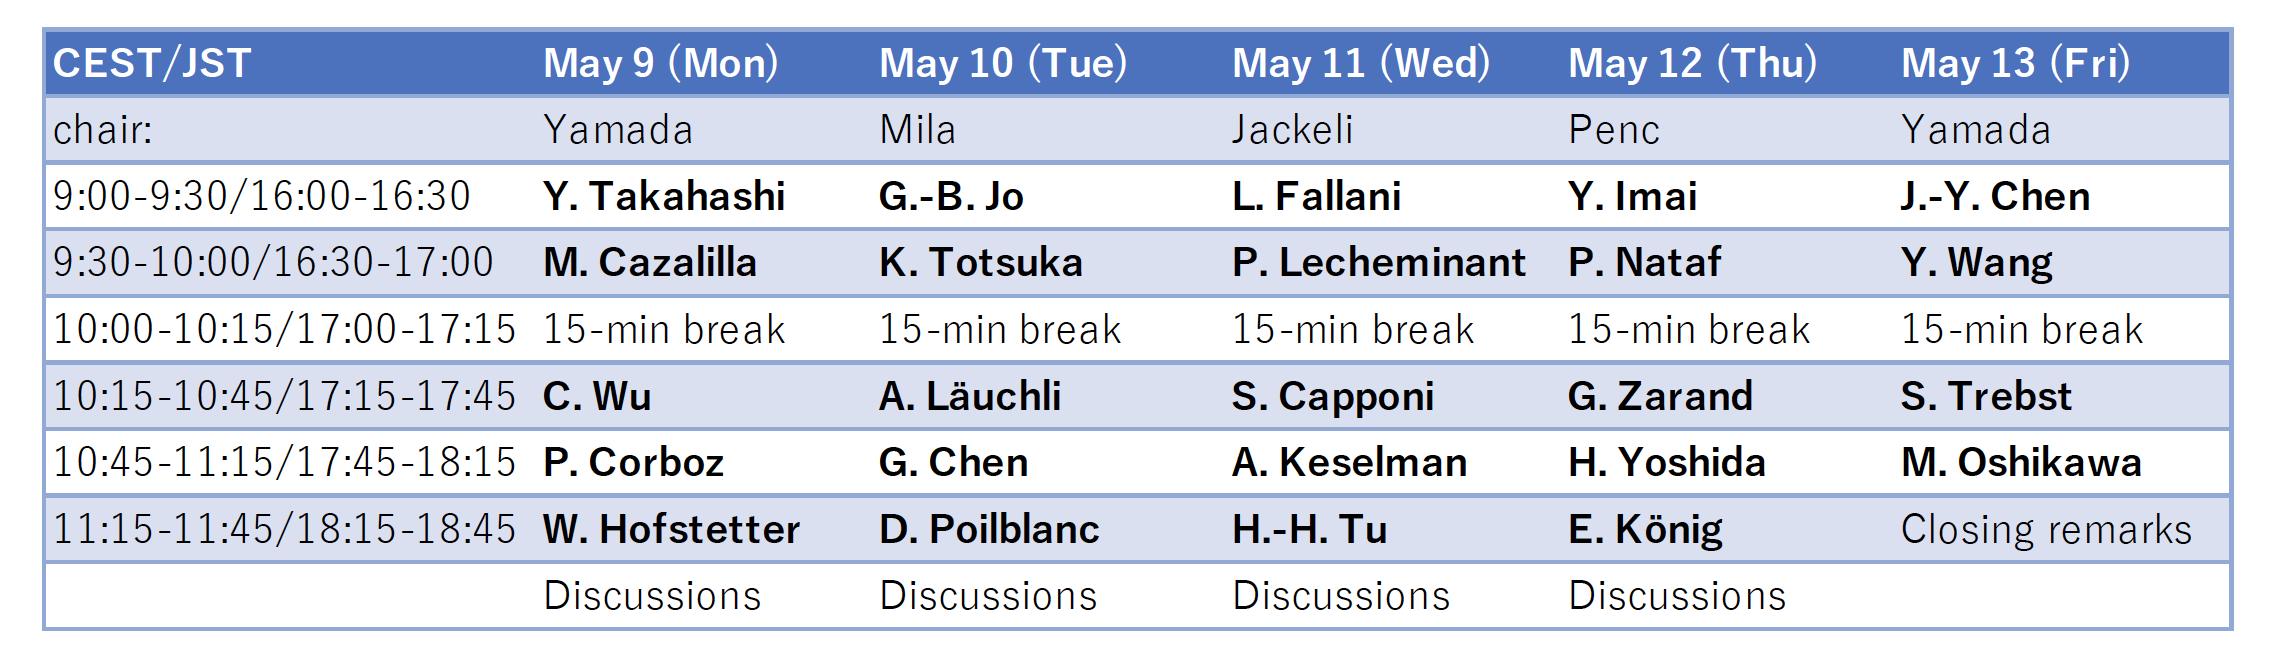 CEST/JST May 9 (Mon) May 10 (Tue) May 11 (Wed) May 12 (Thu) May 13 (Fri)
chair: Yamada Mila Jackeli Penc Yamada
9:00-9:30/16:00-16:30 Y. Takahashi G.-B. Jo L. Fallani Y. Imai J.-Y. Chen
9:30-10:00/16:30-17:00 M. Cazalilla K. Totsuka P. Lecheminant P. Nataf Y. Wang
10:00-10:15/17:00-17:15 15-min break 15-min break 15-min break 15-min break 15-min break
10:15-10:45/17:15-17:45 C. Wu A. Läuchli S. Capponi G. Zarand S. Trebst
10:45-11:15/17:45-18:15 P. Corboz G. Chen A. Keselman H. Yoshida M. Oshikawa
11:15-11:45/18:15-18:45 W. Hofstetter D. Poilblanc H.-H. Tu E. König Closing remarks
Discussions Discussions Discussions Discussions